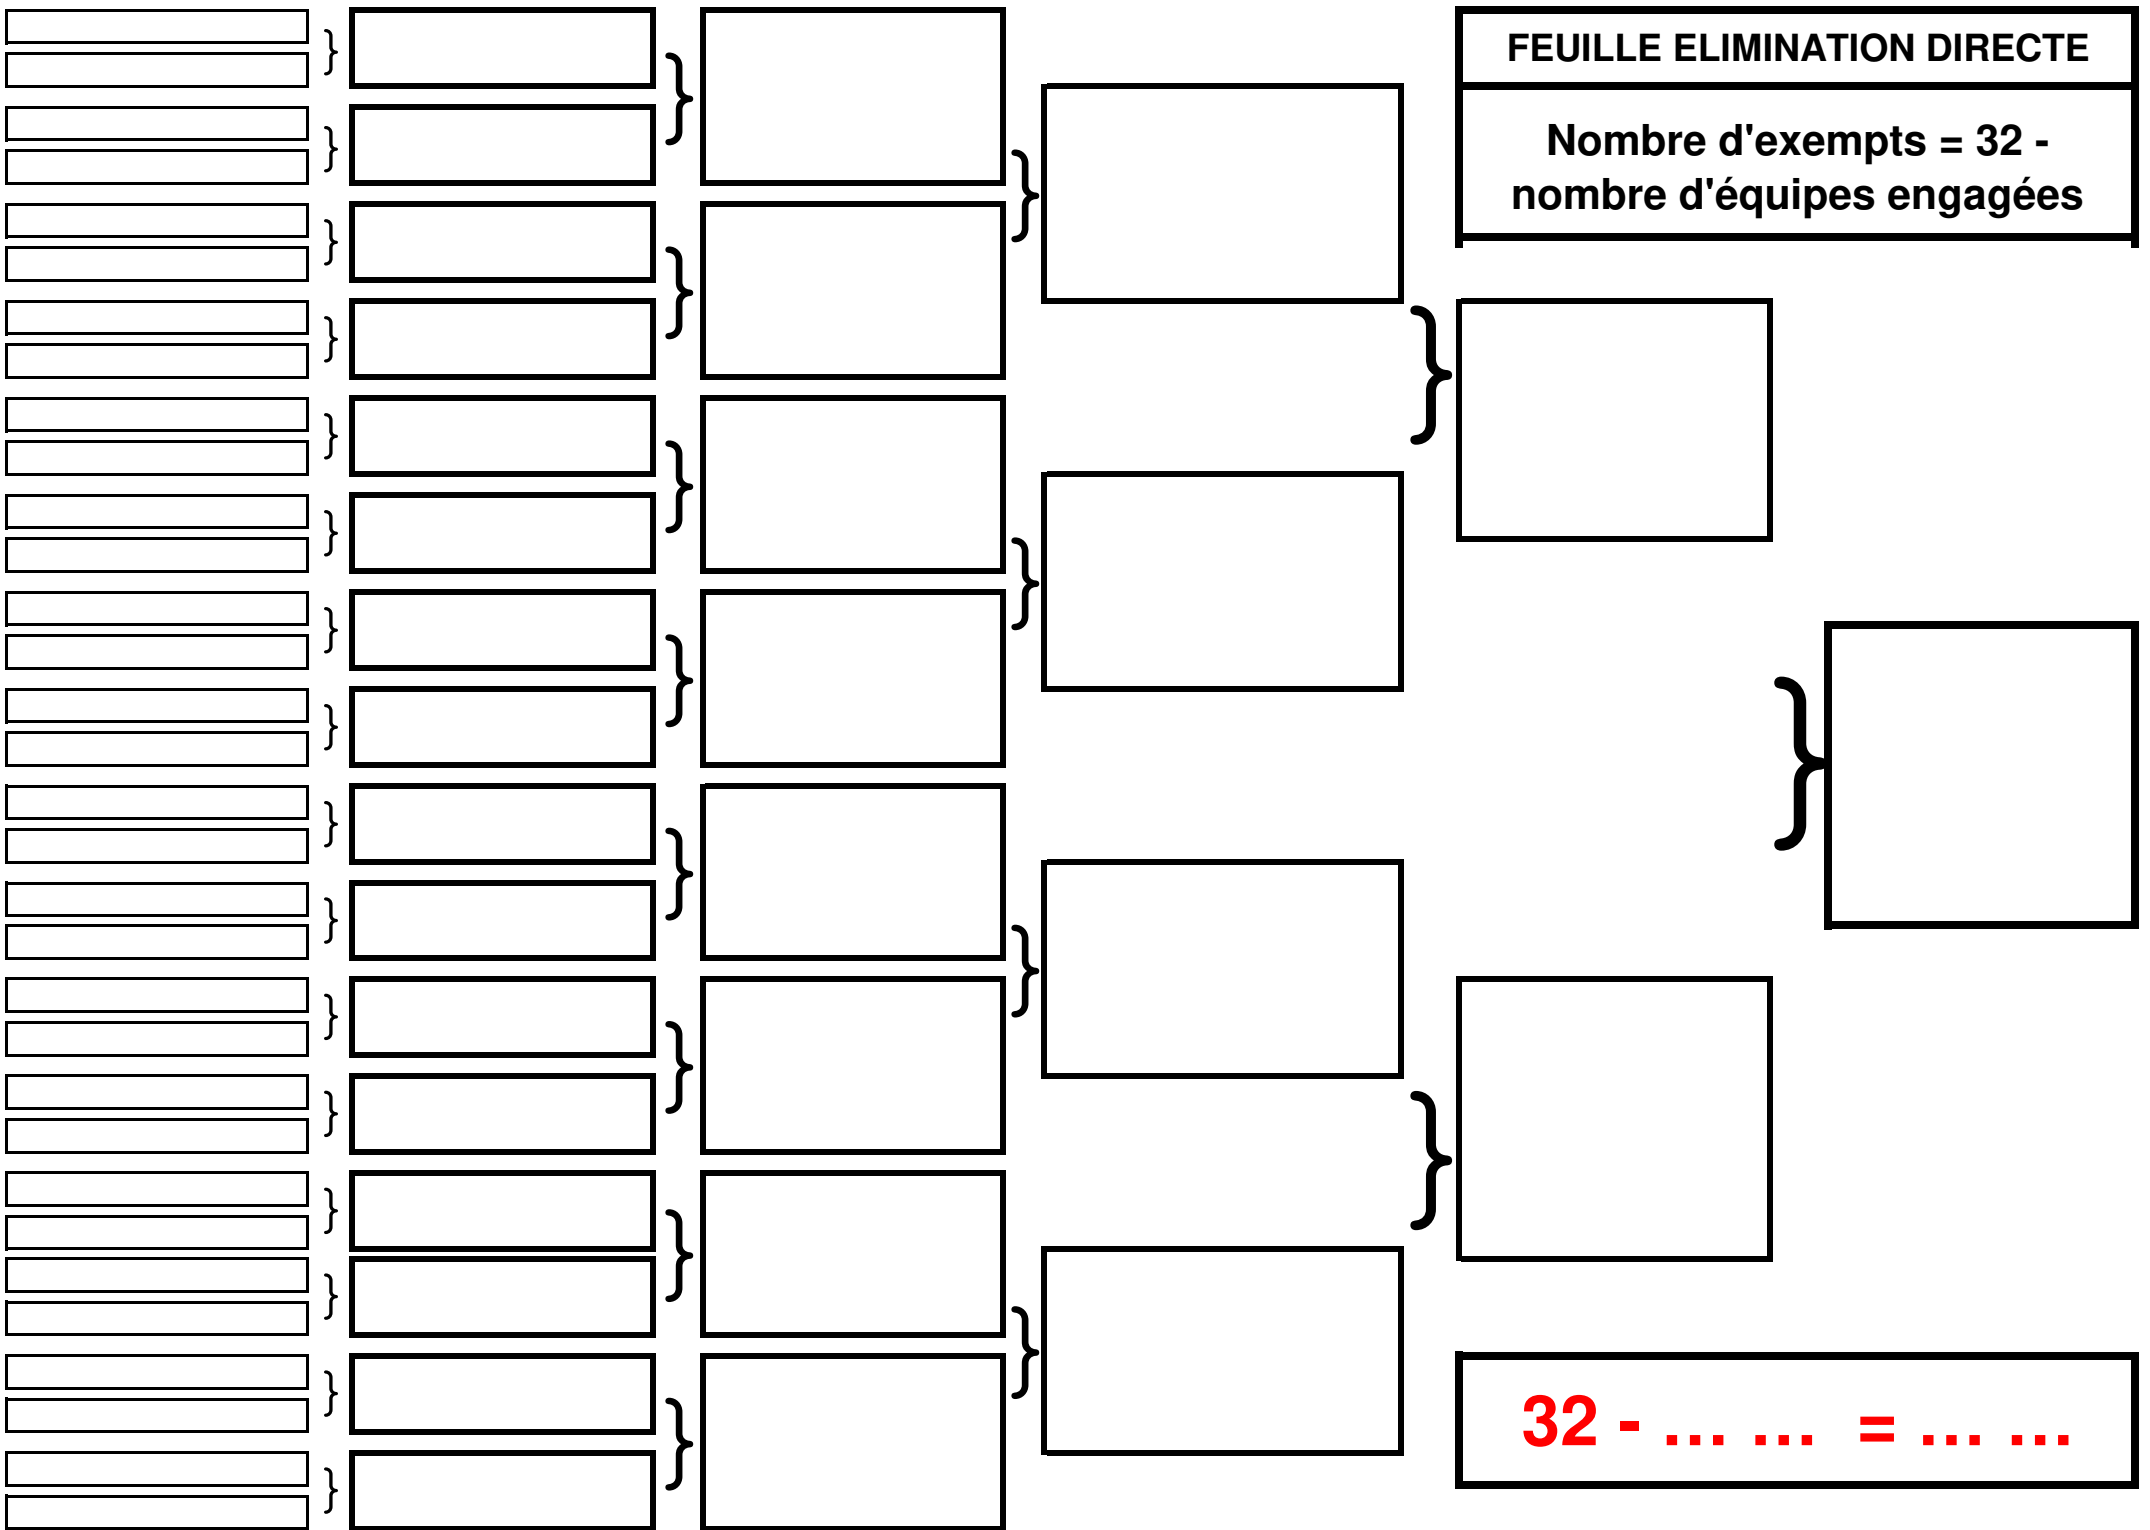 FEUILLE ELIMINATION DIRECTE
Nombre d'exempts = 32 -
nombre d'équipes engagées
32 - ... ... = ... ...